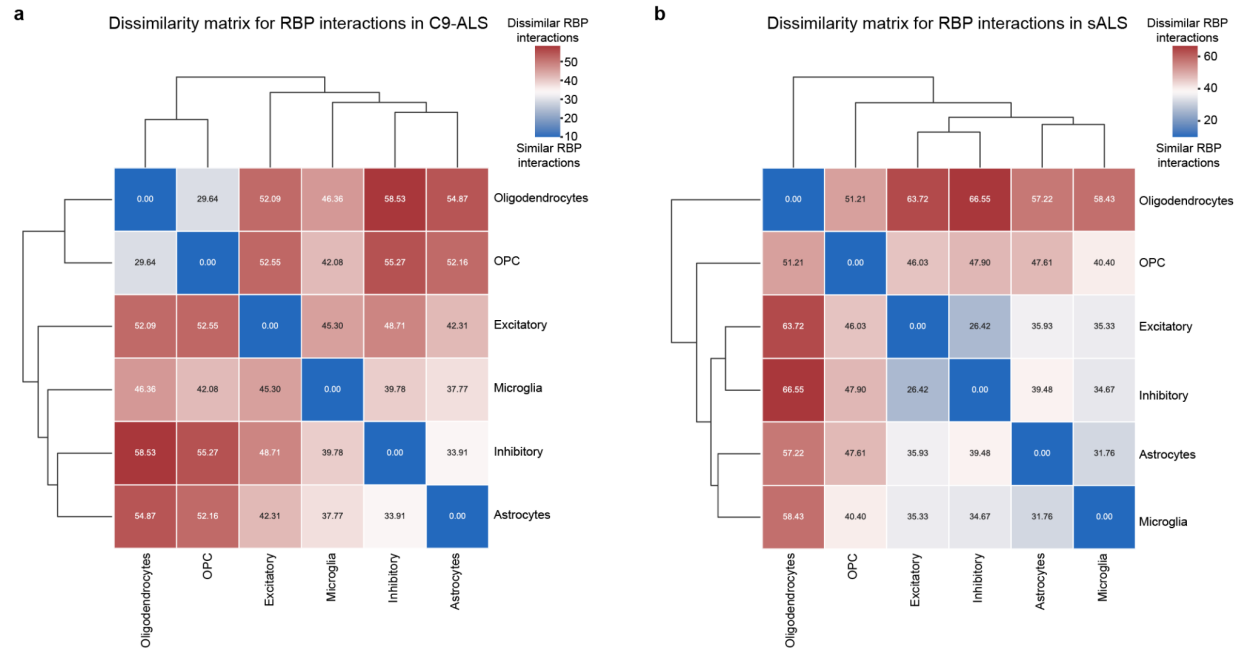 a
Dissimilarity matrix for RBP interactions in C9-ALS
Dissimilar RBP
interactions
50
40
30
20
10
Similar RBP
interactions
0.00 29.64 52.09 46.36 58.53 54.87 Oligodendrocytes
29.64 0.00 52.55 42.08 55.27 52.16 OPC
52.09 52.55 0.00 45.30 48.71 42.31 Excitatory
46.36 42.08 45.30 0.00 39.78 37.77 Microglia
58.53 55.27 48.71 39.78 0.00 33.91 Inhibitory
54.87 52.16 42.31 37.77 33.91 0.00 Astrocytes
Oligodendrocytes
OPC
Excitatory
Microglia
Inhibitory
Astrocytes
b
Dissimilarity matrix for RBP interactions in sALS
Dissimilar RBP
interactions
60
40
20
Similar RBP
interactions
0.00 51.21 63.72 66.55 57.22 58.43 Oligodendrocytes
51.21 0.00 46.03 47.90 47.61 40.40 OPC
63.72 46.03 0.00 26.42 35.93 35.33 Excitatory
66.55 47.90 26.42 0.00 39.48 34.67 Inhibitory
57.22 47.61 35.93 39.48 0.00 31.76 Astrocytes
58.43 40.40 35.33 34.67 31.76 0.00 Microglia
Oligodendrocytes
OPC
Excitatory
Inhibitory
Astrocytes
Microglia